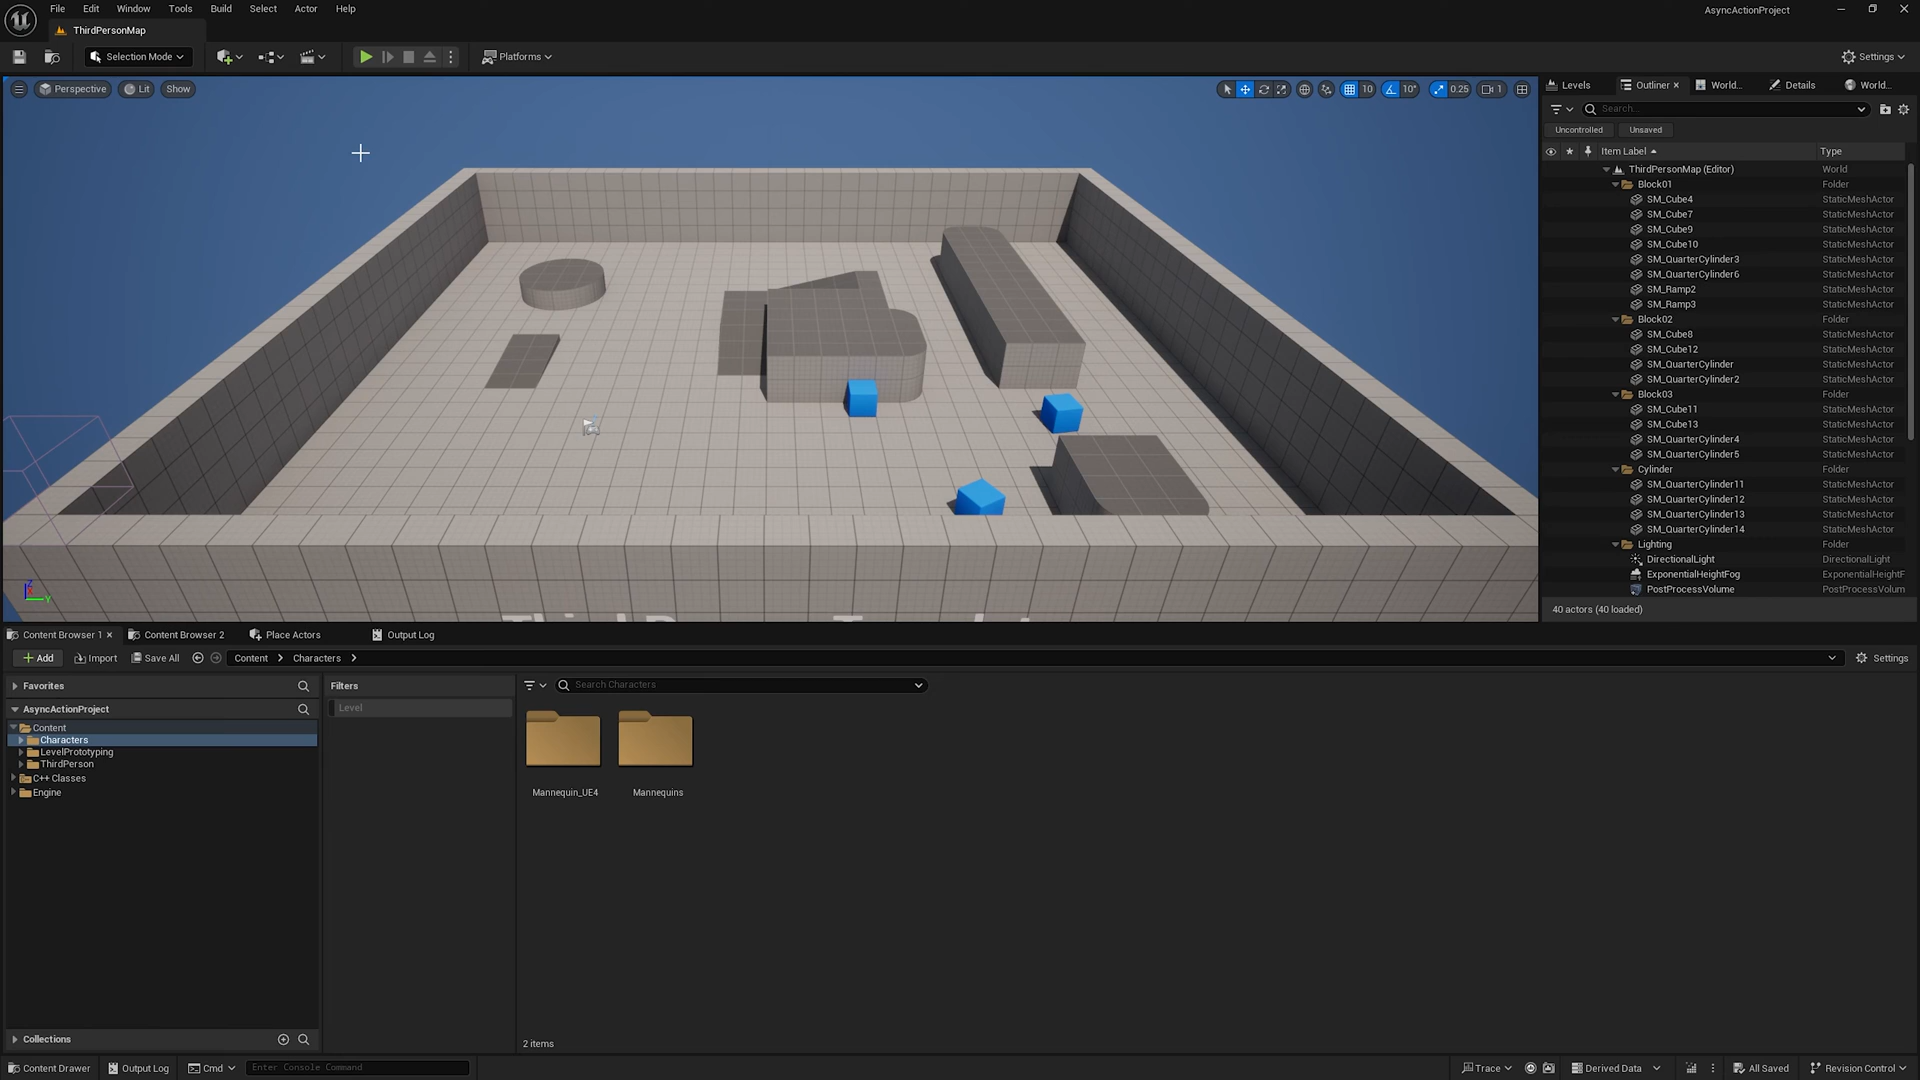 File Edit Window Tools Build Select Actor Help
AsyncActionProject
ThirdPersonMap
Selection Mode
Platforms
Settings
Perspective Lit Show
10 10° 0.25 1
Levels Outliner × World... Details World...
Search...
Uncontrolled Unsaved
Item Label Type
ThirdPersonMap (Editor) World
Block01 Folder
SM_Cube4 StaticMeshActor
SM_Cube7 StaticMeshActor
SM_Cube9 StaticMeshActor
SM_Cube10 StaticMeshActor
SM_QuarterCylinder3 StaticMeshActor
SM_QuarterCylinder6 StaticMeshActor
SM_Ramp2 StaticMeshActor
SM_Ramp3 StaticMeshActor
Block02 Folder
SM_Cube8 StaticMeshActor
SM_Cube12 StaticMeshActor
SM_QuarterCylinder StaticMeshActor
SM_QuarterCylinder2 StaticMeshActor
Block03 Folder
SM_Cube11 StaticMeshActor
SM_Cube13 StaticMeshActor
SM_QuarterCylinder4 StaticMeshActor
SM_QuarterCylinder5 StaticMeshActor
Cylinder Folder
SM_QuarterCylinder11 StaticMeshActor
SM_QuarterCylinder12 StaticMeshActor
SM_QuarterCylinder13 StaticMeshActor
SM_QuarterCylinder14 StaticMeshActor
Lighting Folder
DirectionalLight DirectionalLight
ExponentialHeightFog ExponentialHeightF
PostProcessVolume PostProcessVolum
40 actors (40 loaded)
Z
Y
Content Browser 1 × Content Browser 2 Place Actors Output Log
+ Add Import Save All Content > Characters > Settings
Favorites
Filters
Search Characters
AsyncActionProject
Level
Content
Characters
LevelPrototyping
ThirdPerson
C++ Classes
Engine
Mannequin_UE4 Mannequins
Collections
2 items
Content Drawer Output Log Cmd Enter Console Command
Trace Derived Data All Saved Revision Control